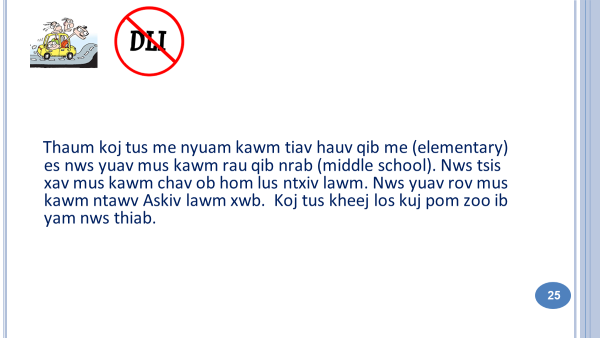 DLI
Thaum koj tus me nyuam kawm tiav hauv qib me (elementary)
es nws yuav mus kawm rau qib nrab (middle school). Nws tsis
xav mus kawm chav ob hom lus ntxiv lawm. Nws yuav rov mus
kawm ntawv Askiv lawm xwb. Koj tus kheej los kuj pom zoo ib
yam nws thiab.
25